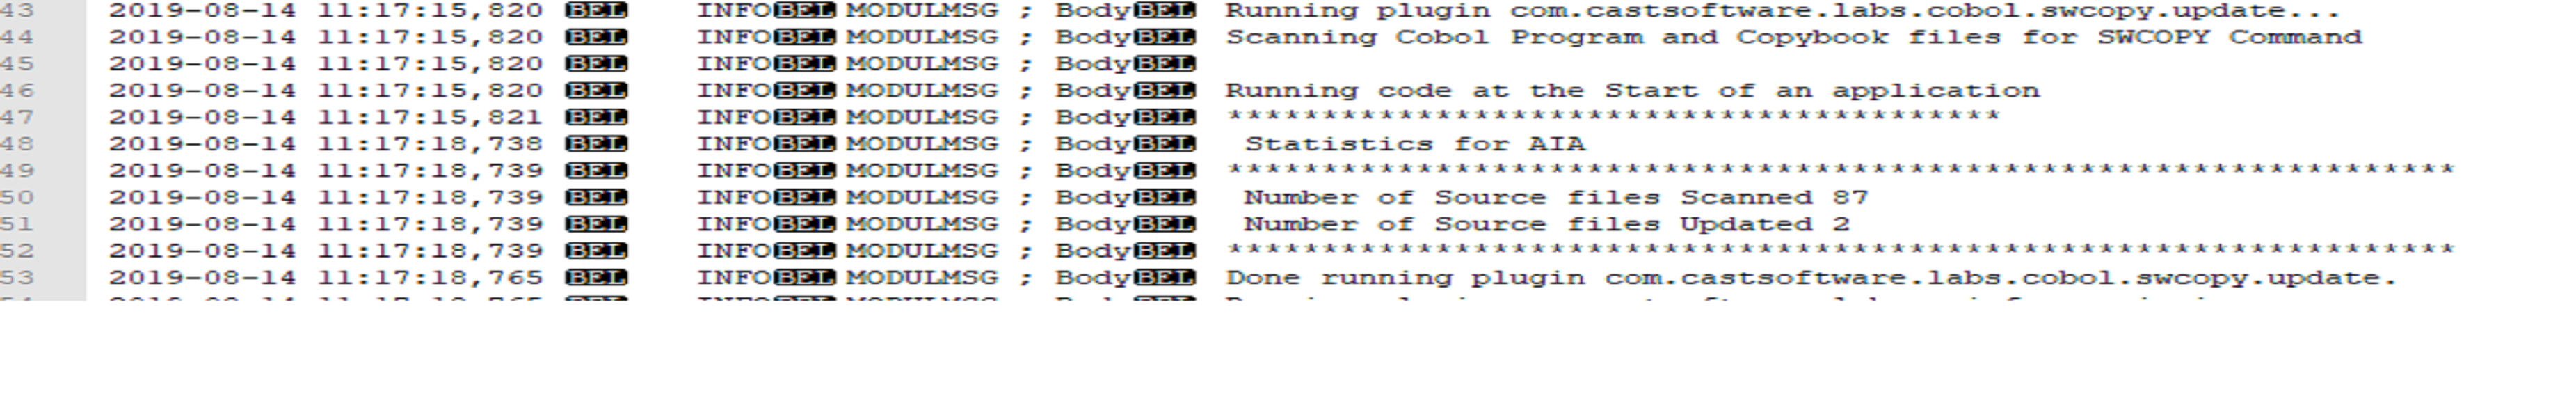 43 2019-08-14 11:17:15,820 BEL INFOBEL MODULMSG ; BodyBEL Running plugin com.castsoftware.labs.cobol.swcopy.update...
44 2019-08-14 11:17:15,820 BEL INFOBEL MODULMSG ; BodyBEL Scanning Cobol Program and Copybook files for SWCOPY Command
45 2019-08-14 11:17:15,820 BEL INFOBEL MODULMSG ; BodyBEL
46 2019-08-14 11:17:15,820 BEL INFOBEL MODULMSG ; BodyBEL Running code at the Start of an application
47 2019-08-14 11:17:15,821 BEL INFOBEL MODULMSG ; BodyBEL *****************************************
48 2019-08-14 11:17:18,738 BEL INFOBEL MODULMSG ; BodyBEL Statistics for AIA
49 2019-08-14 11:17:18,739 BEL INFOBEL MODULMSG ; BodyBEL *****************************************************************
50 2019-08-14 11:17:18,739 BEL INFOBEL MODULMSG ; BodyBEL Number of Source files Scanned 87
51 2019-08-14 11:17:18,739 BEL INFOBEL MODULMSG ; BodyBEL Number of Source files Updated 2
52 2019-08-14 11:17:18,739 BEL INFOBEL MODULMSG ; BodyBEL *****************************************************************
53 2019-08-14 11:17:18,765 BEL INFOBEL MODULMSG ; BodyBEL Done running plugin com.castsoftware.labs.cobol.swcopy.update.